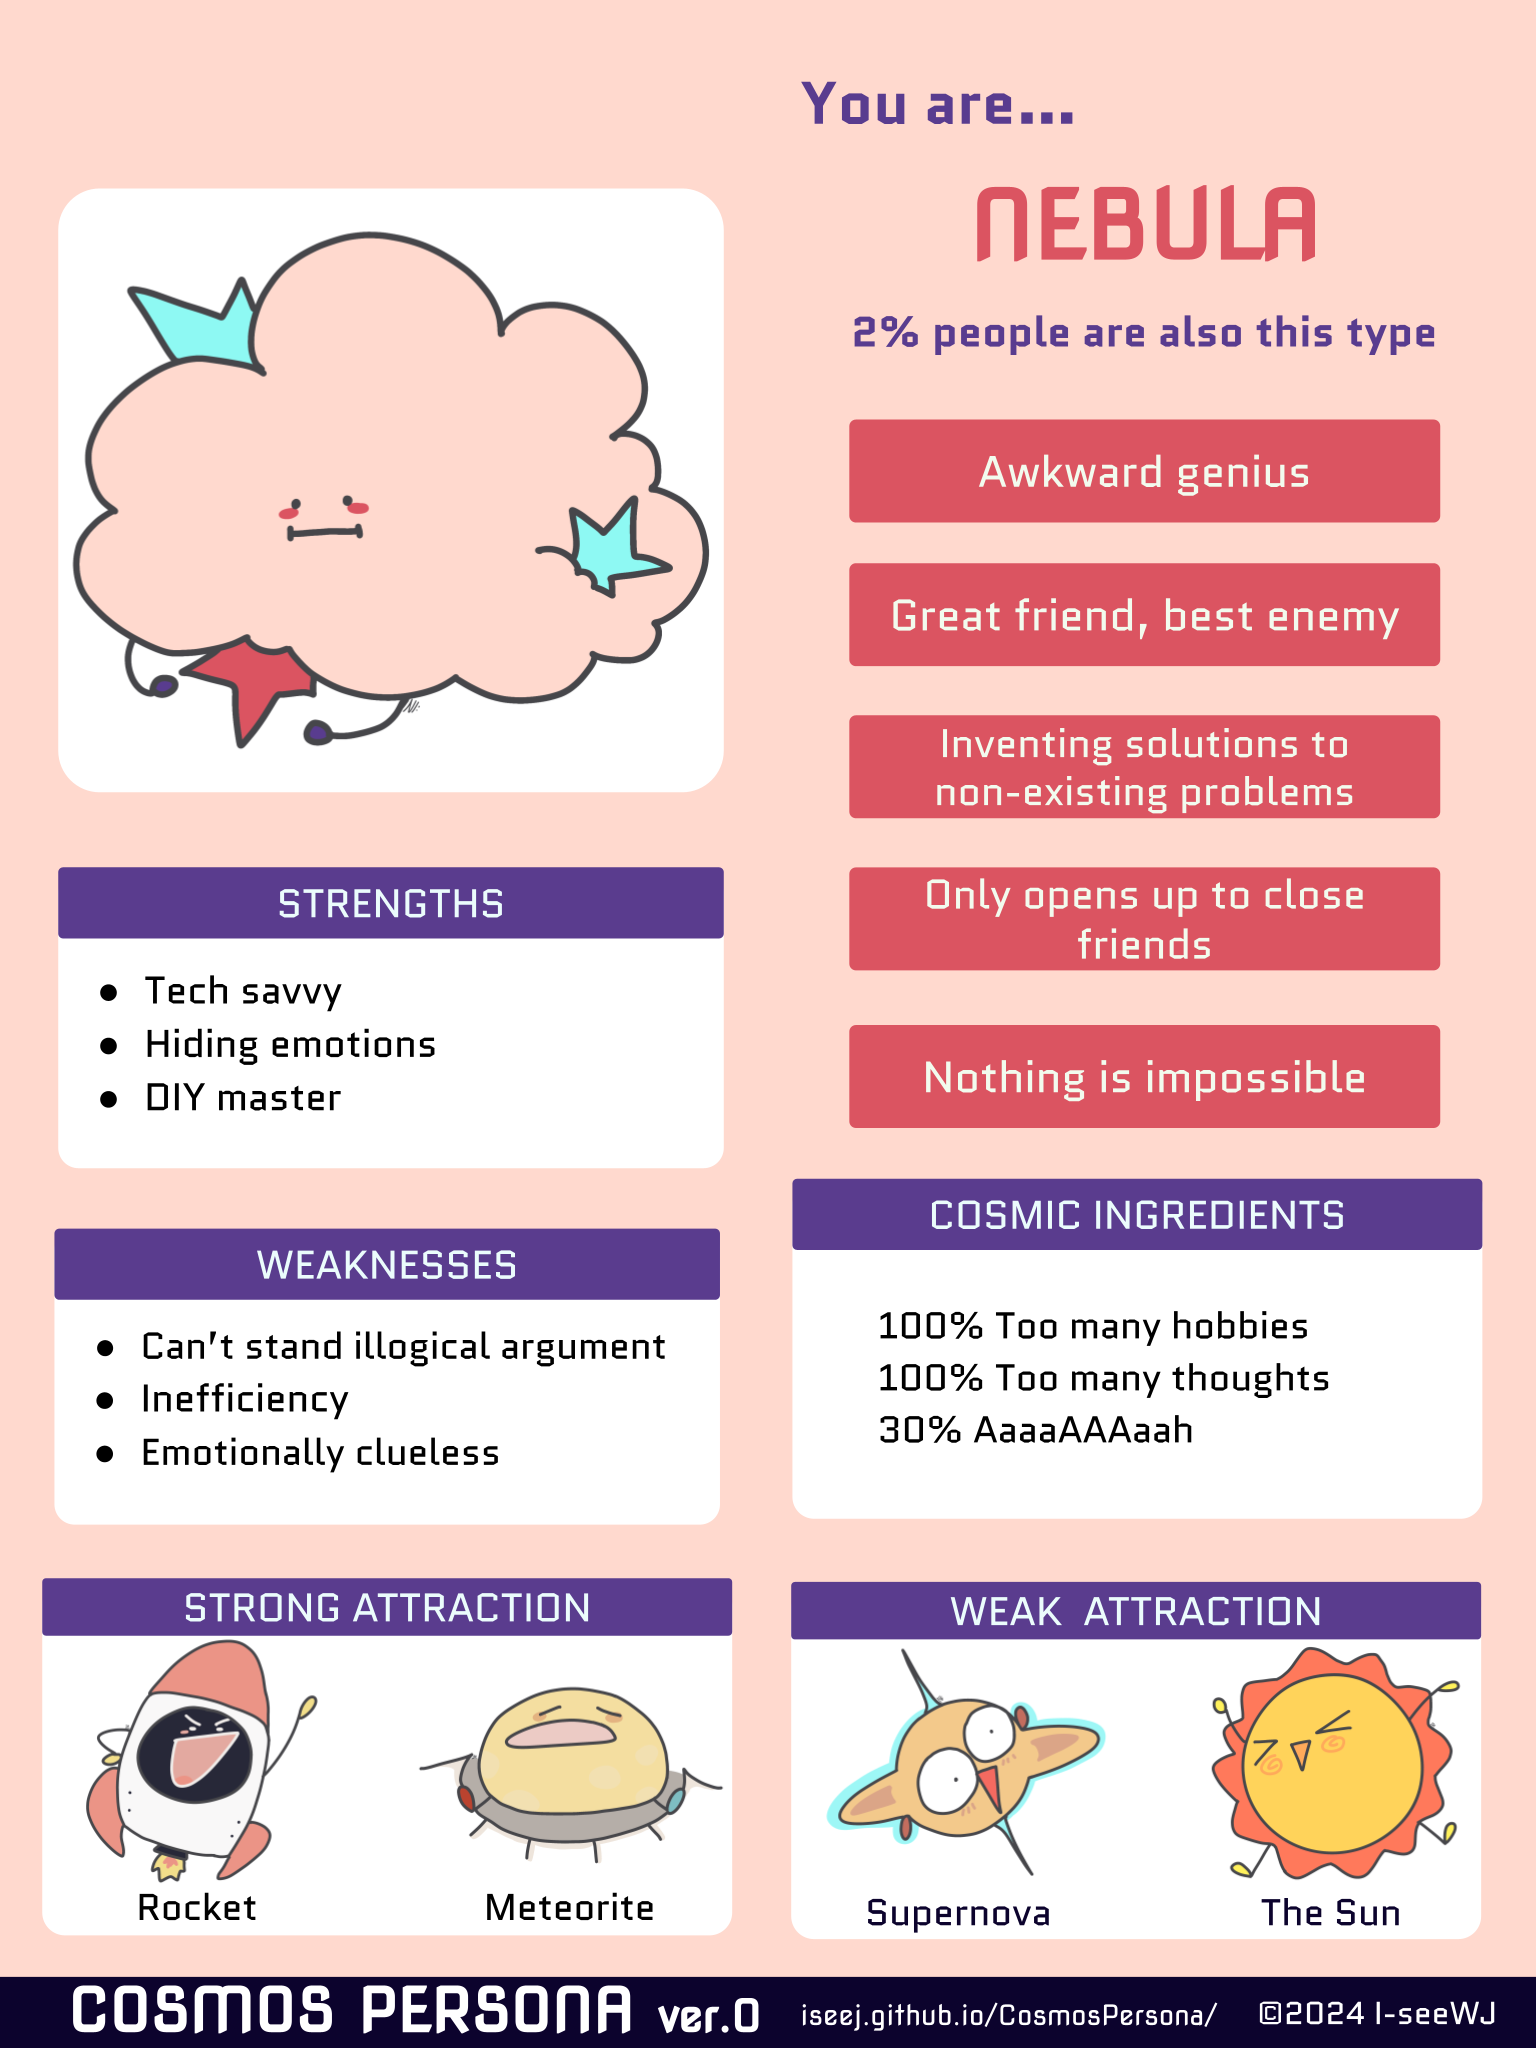 You are...
NEBULA
2% people are also this type
Awkward genius
Great friend, best enemy
Inventing solutions to
non-existing problems
Only opens up to close
friends
Nothing is impossible
STRENGTHS
● Tech savvy
● Hiding emotions
● DIY master
WEAKNESSES
● Can't stand illogical argument
● Inefficiency
● Emotionally clueless
COSMIC INGREDIENTS
100% Too many hobbies
100% Too many thoughts
30% AaaaAAAaah
STRONG ATTRACTION
Rocket
Meteorite
WEAK ATTRACTION
Supernova
The Sun
COSMOS PERSONA ver.0
iseej.github.io/CosmosPersona/
©2024 I-seeWJ